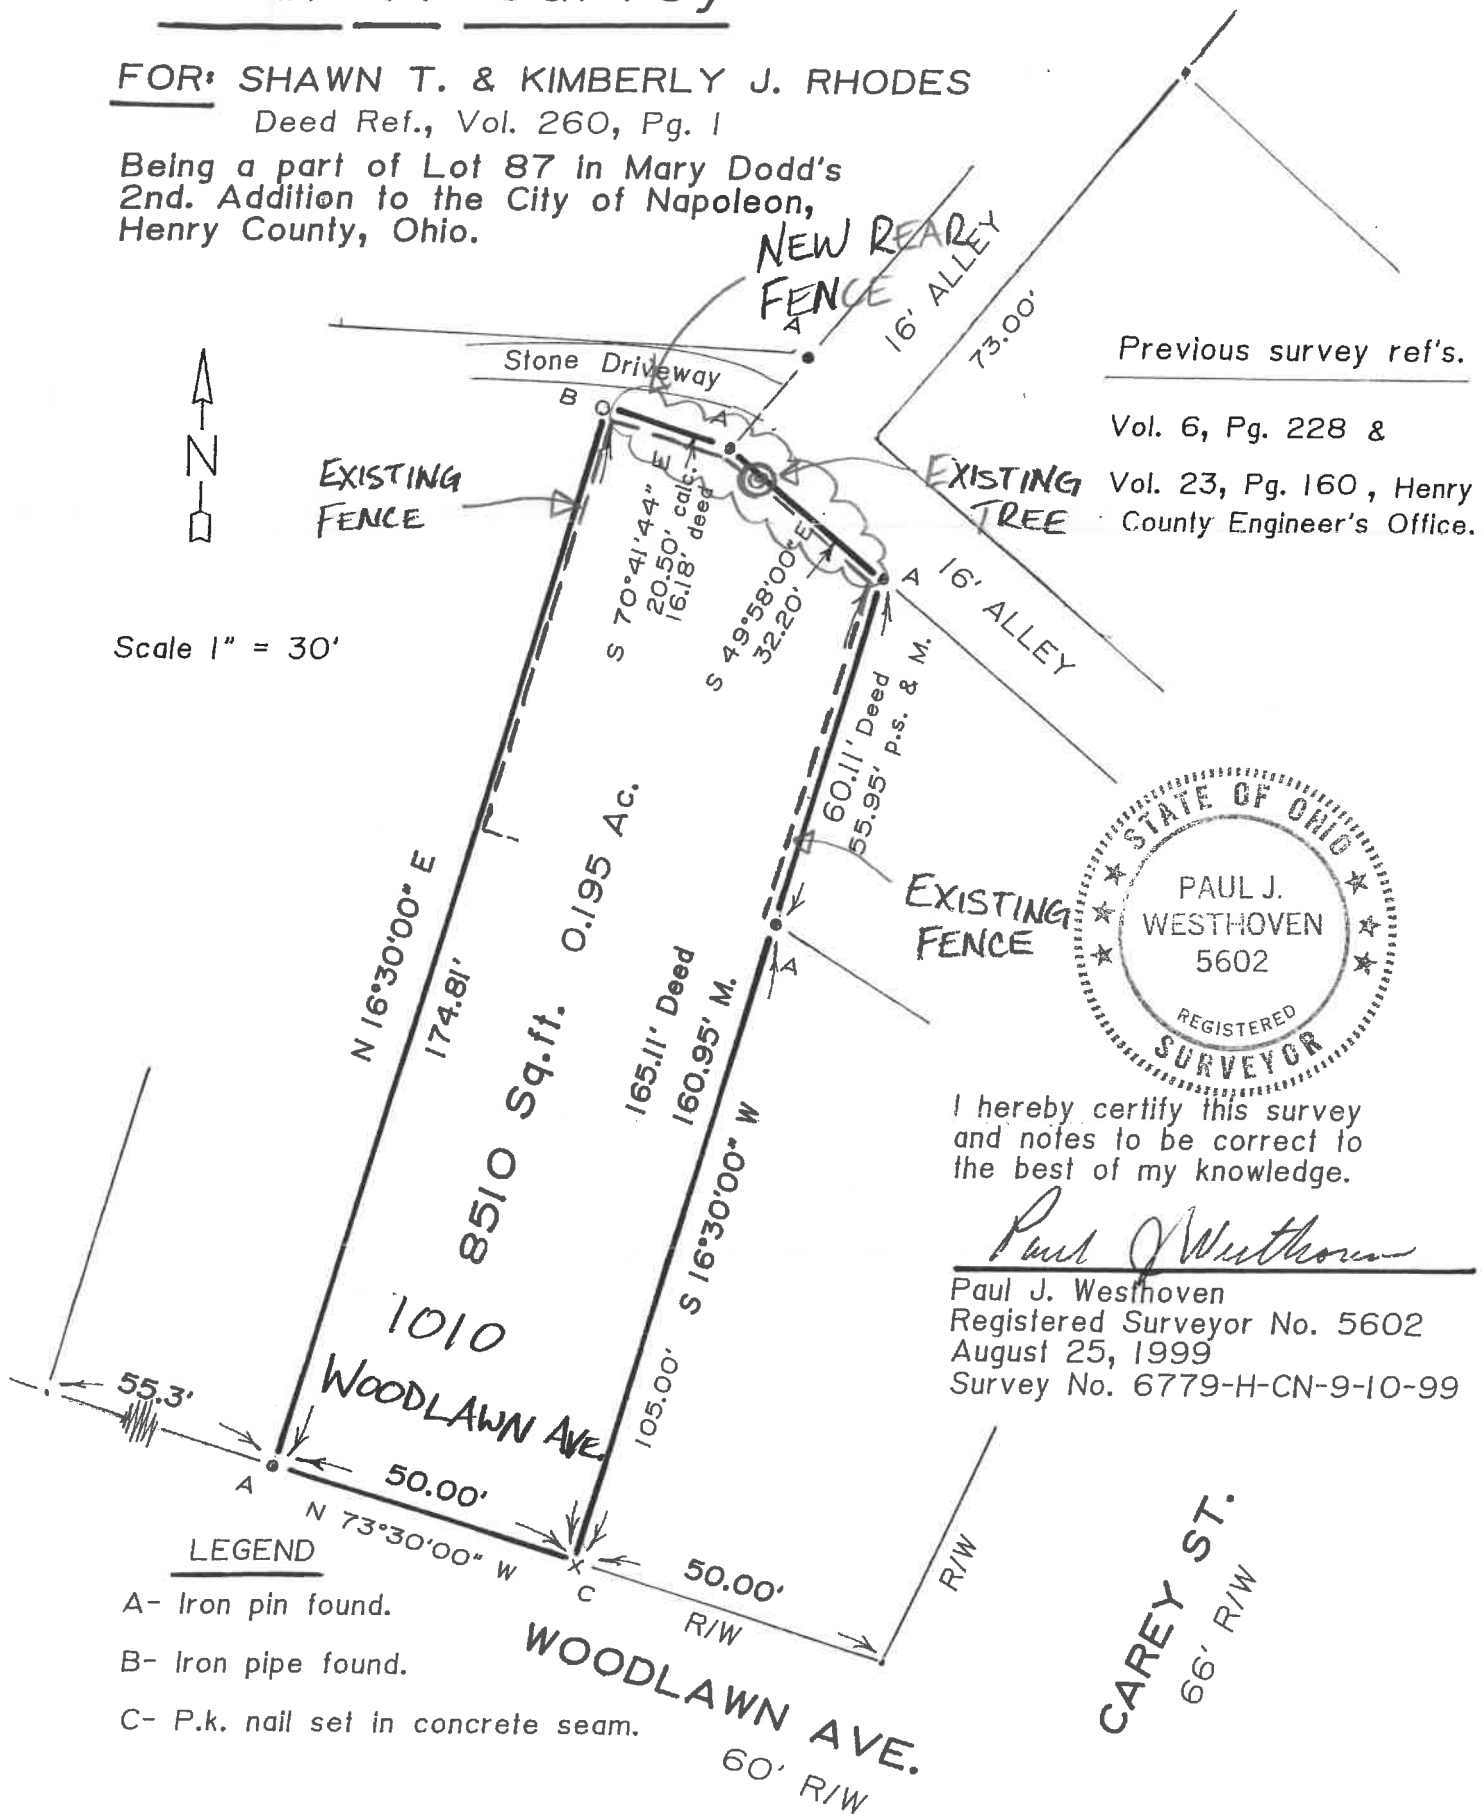 FOR: SHAWN T. & KIMBERLY J. RHODES
Deed Ref., Vol. 260, Pg. 1
Being a part of Lot 87 in Mary Dodd's
2nd. Addition to the City of Napoleon,
Henry County, Ohio.
NEW REAR
FENCE
16' ALLEY
73.00'
A
Previous survey ref's.
Vol. 6, Pg. 228 &
Vol. 23, Pg. 160, Henry
County Engineer's Office.
Stone Driveway
B
A
N
EXISTING
FENCE
EXISTING
TREE
S 70°41'44" E
20.50' calc.
16.18' deed
S 49°58'00" E
32.20'
A
16' ALLEY
Scale 1" = 30'
60.11' Deed
55.95' p.s. & M.
EXISTING
FENCE
A
STATE OF OHIO
PAUL J.
WESTHOVEN
5602
REGISTERED
SURVEYOR
N 16°30'00" E
174.81'
8510 Sq.ft. 0.195 Ac.
165.11' Deed
160.95' M.
S 16°30'00" W
105.00'
I hereby certify this survey
and notes to be correct to
the best of my knowledge.
Paul J Westhoven
Paul J. Westhoven
Registered Surveyor No. 5602
August 25, 1999
Survey No. 6779-H-CN-9-10-99
1010
WOODLAWN AVE.
55.3'
A
50.00'
N 73°30'00" W
C
50.00'
R/W
R/W
LEGEND
A- Iron pin found.
B- Iron pipe found.
C- P.k. nail set in concrete seam.
WOODLAWN AVE.
60' R/W
CAREY ST.
66' R/W